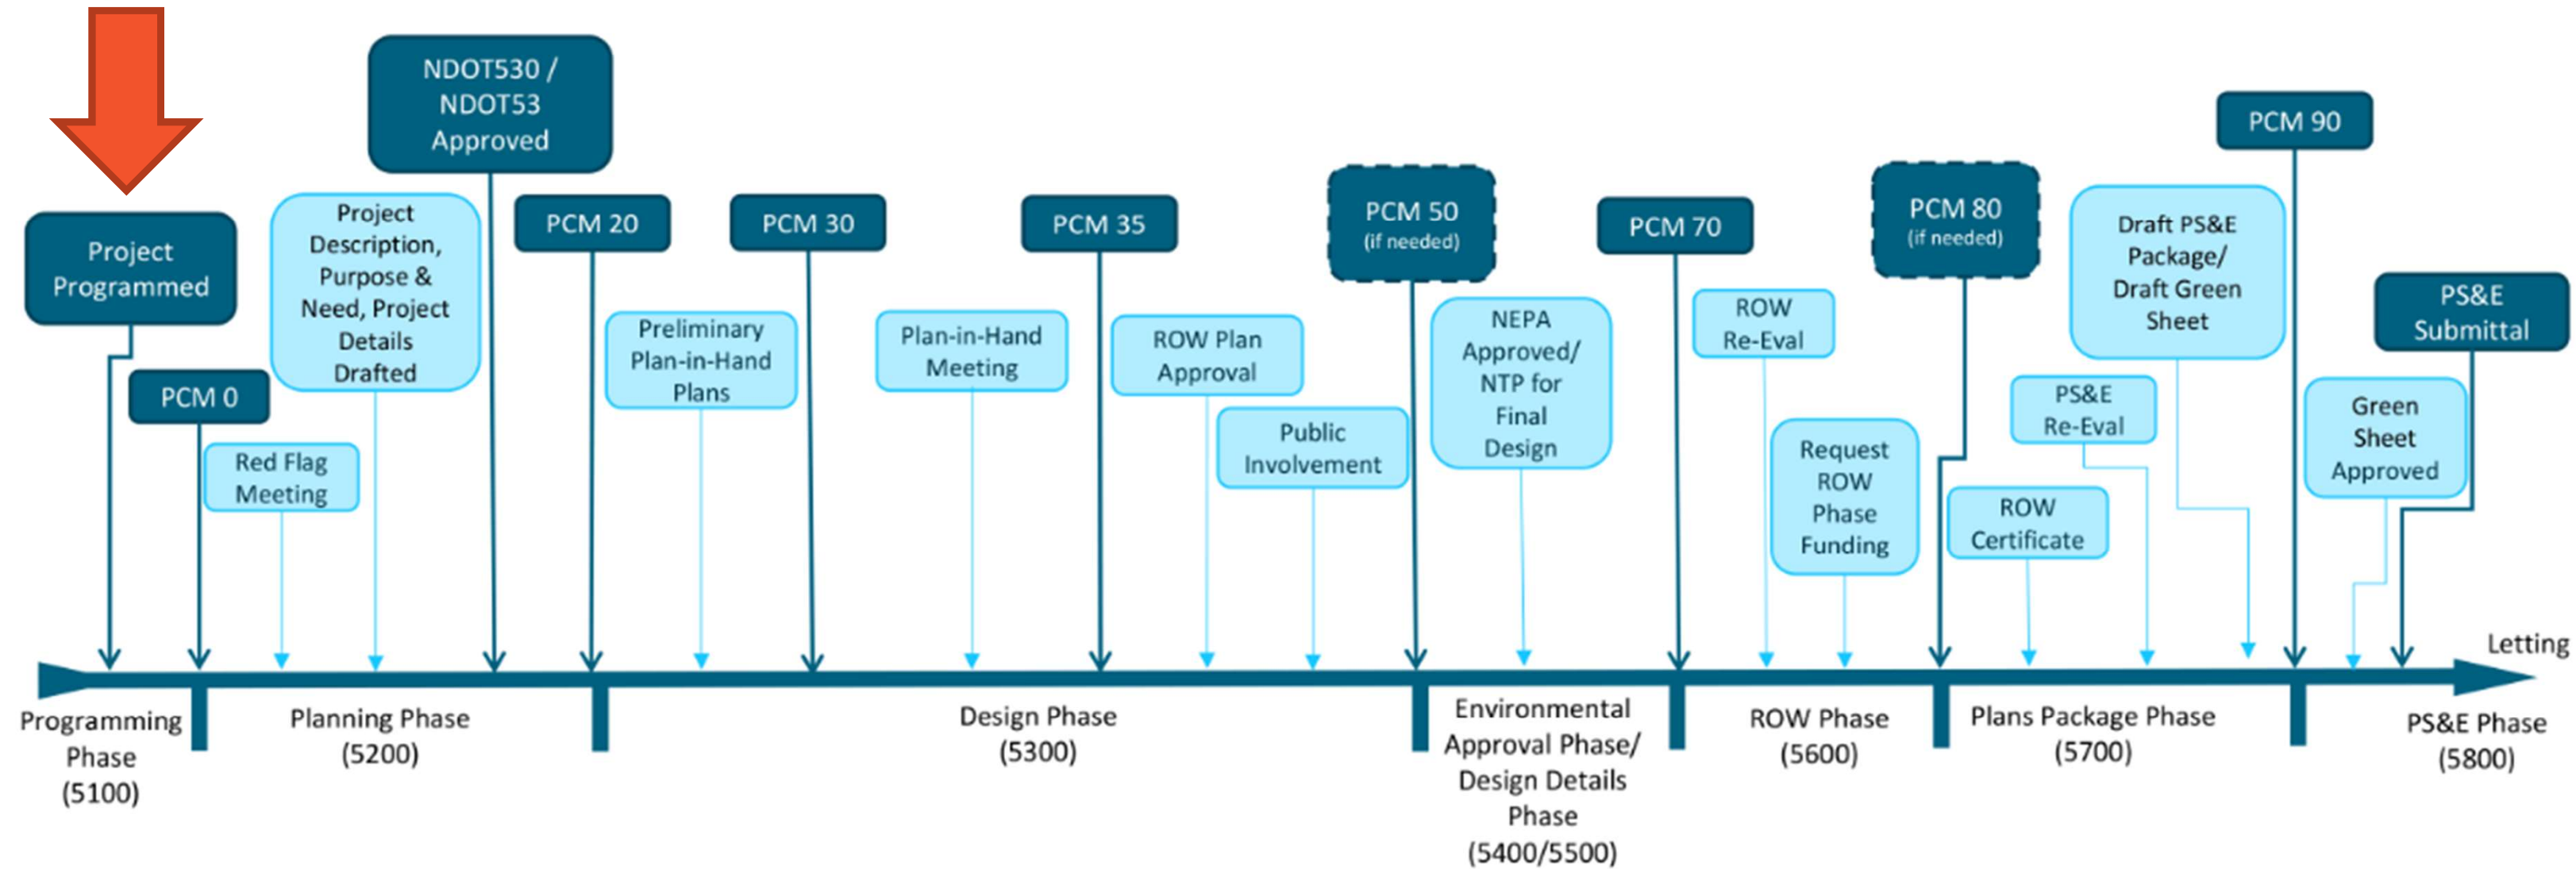 Project
Programmed
PCM 0
Red Flag
Meeting
Project
Description,
Purpose &
Need, Project
Details
Drafted
NDOT530 /
NDOT53
Approved
PCM 20
Preliminary
Plan-in-Hand
Plans
PCM 30
Plan-in-Hand
Meeting
PCM 35
ROW Plan
Approval
Public
Involvement
PCM 50
(if needed)
NEPA
Approved/
NTP for
Final
Design
PCM 70
ROW
Re-Eval
Request
ROW
Phase
Funding
PCM 80
(if needed)
ROW
Certificate
PS&E
Re-Eval
Draft PS&E
Package/
Draft Green
Sheet
PCM 90
Green
Sheet
Approved
PS&E
Submittal
Letting
Programming
Phase
(5100)
Planning Phase
(5200)
Design Phase
(5300)
Environmental
Approval Phase/
Design Details
Phase
(5400/5500)
ROW Phase
(5600)
Plans Package Phase
(5700)
PS&E Phase
(5800)